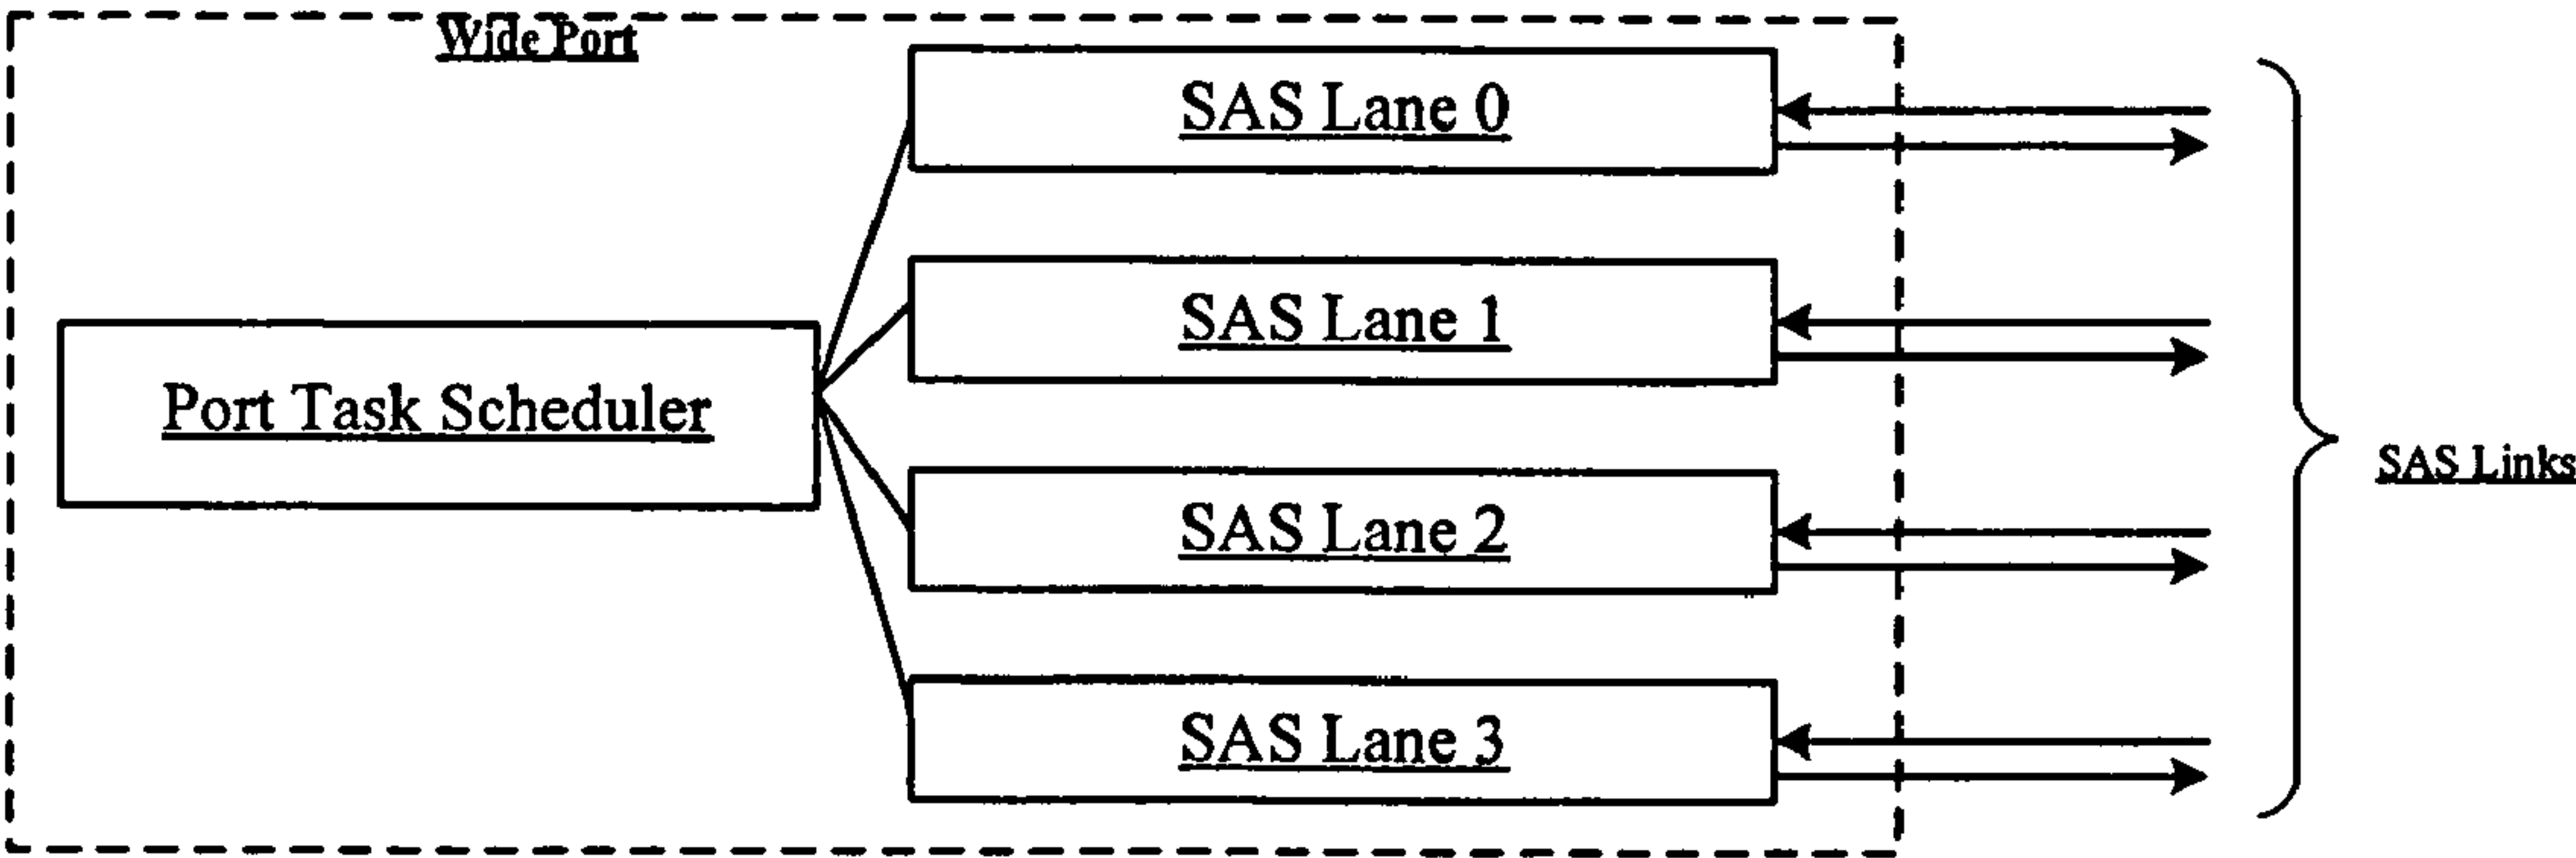 Wide Port
SAS Lane 0
SAS Lane 1
Port Task Scheduler
SAS Links
SAS Lane 2
SAS Lane 3